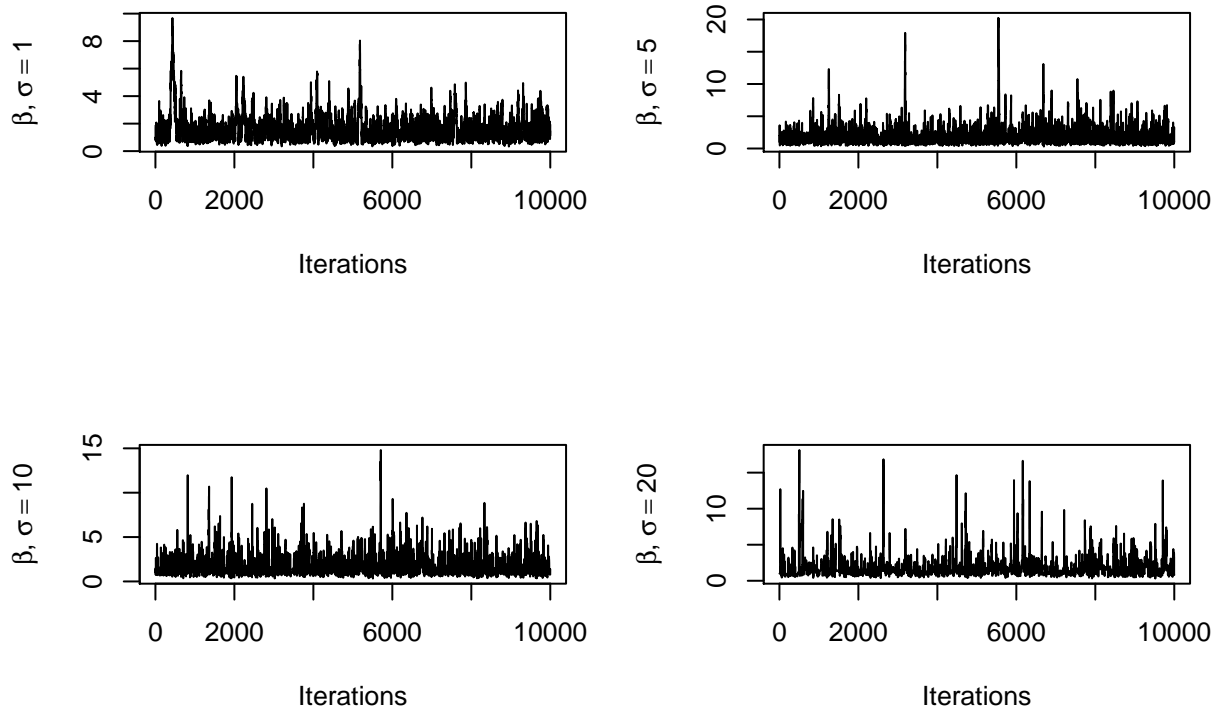 β, σ = 1
8
4
0
0 2000 6000 10000
Iterations
β, σ = 5
20
10
0
0 2000 6000 10000
Iterations
β, σ = 10
15
5
0
0 2000 6000 10000
Iterations
β, σ = 20
10
0
0 2000 6000 10000
Iterations